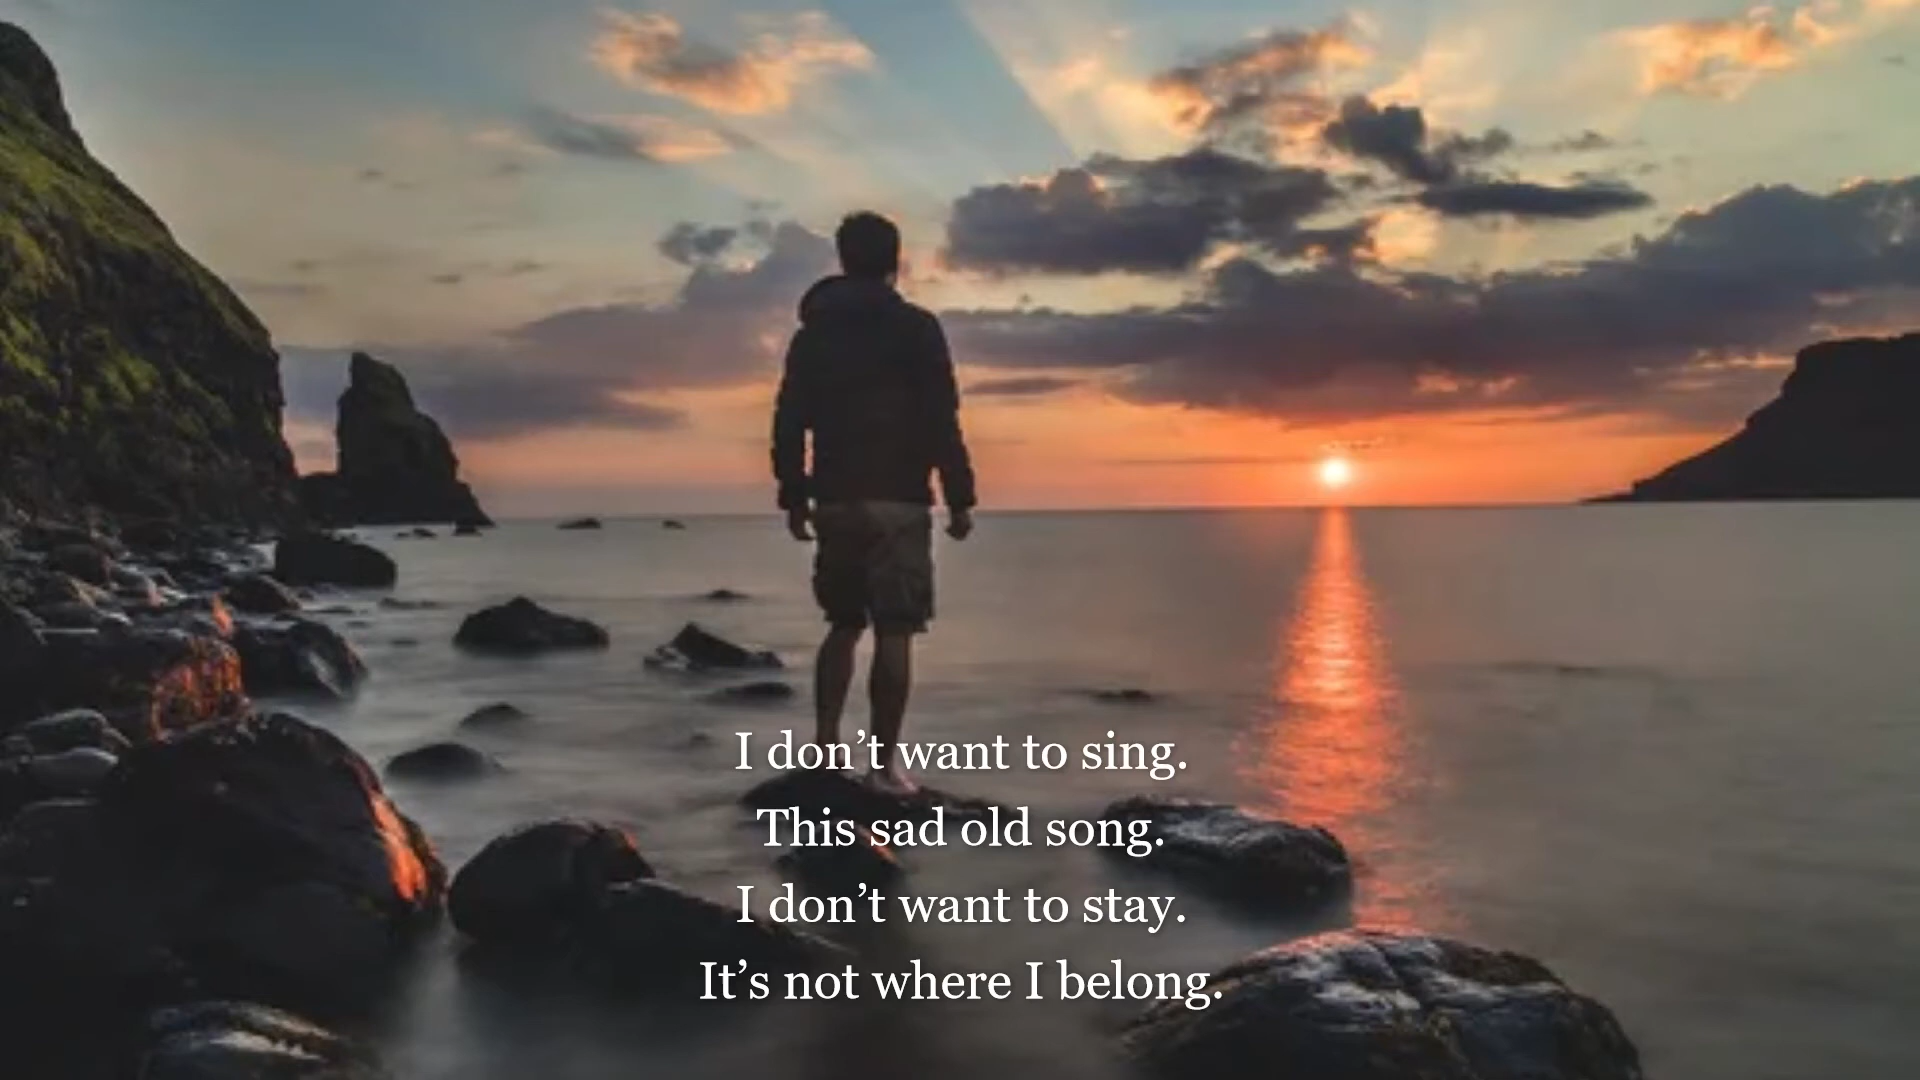 I don’t want to sing.
This sad old song.
I don’t want to stay.
It’s not where I belong.